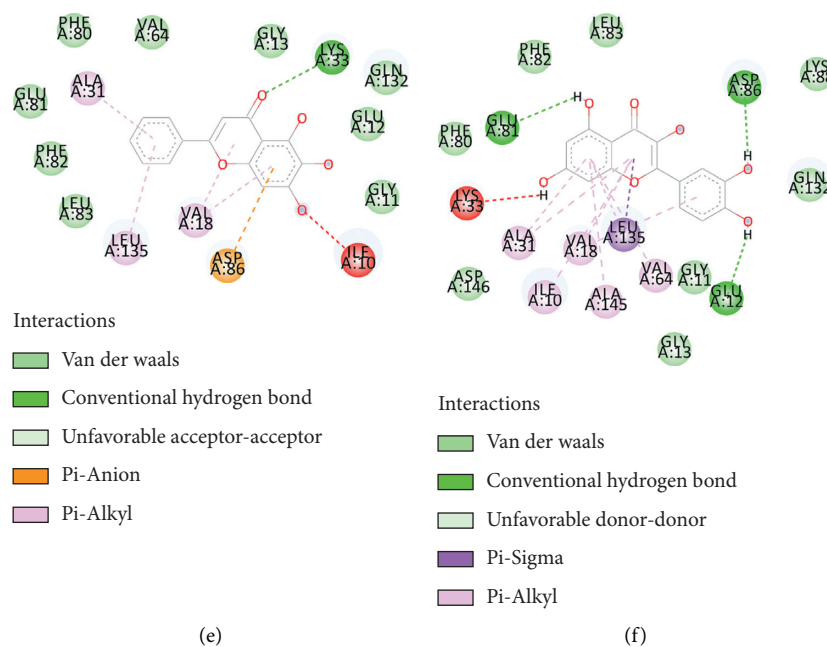 PHE
A:80
VAL
A:64
GLY
A:13
LYS
A:33
ALA
A:31
GLN
A:132
GLU
A:81
GLU
A:12
PHE
A:82
GLY
A:11
LEU
A:83
VAL
A:18
LEU
A:135
ASP
A:86
ILE
A:10
O
O
O
O
O
Interactions
Van der waals
Conventional hydrogen bond
Unfavorable acceptor-acceptor
Pi-Anion
Pi-Alkyl
(e)
LEU
A:83
PHE
A:82
ASP
A:86
GLU
A:81
PHE
A:80
GLN
A:132
LYS
A:33
ALA
A:31
VAL
A:18
LEU
A:135
VAL
A:64
GLY
A:11
GLU
A:12
ASP
A:146
ILE
A:10
ALA
A:145
GLY
A:13
H
O
O
O
O
H
O
H
O
O
H
Interactions
Van der waals
Conventional hydrogen bond
Unfavorable donor-donor
Pi-Sigma
Pi-Alkyl
(f)